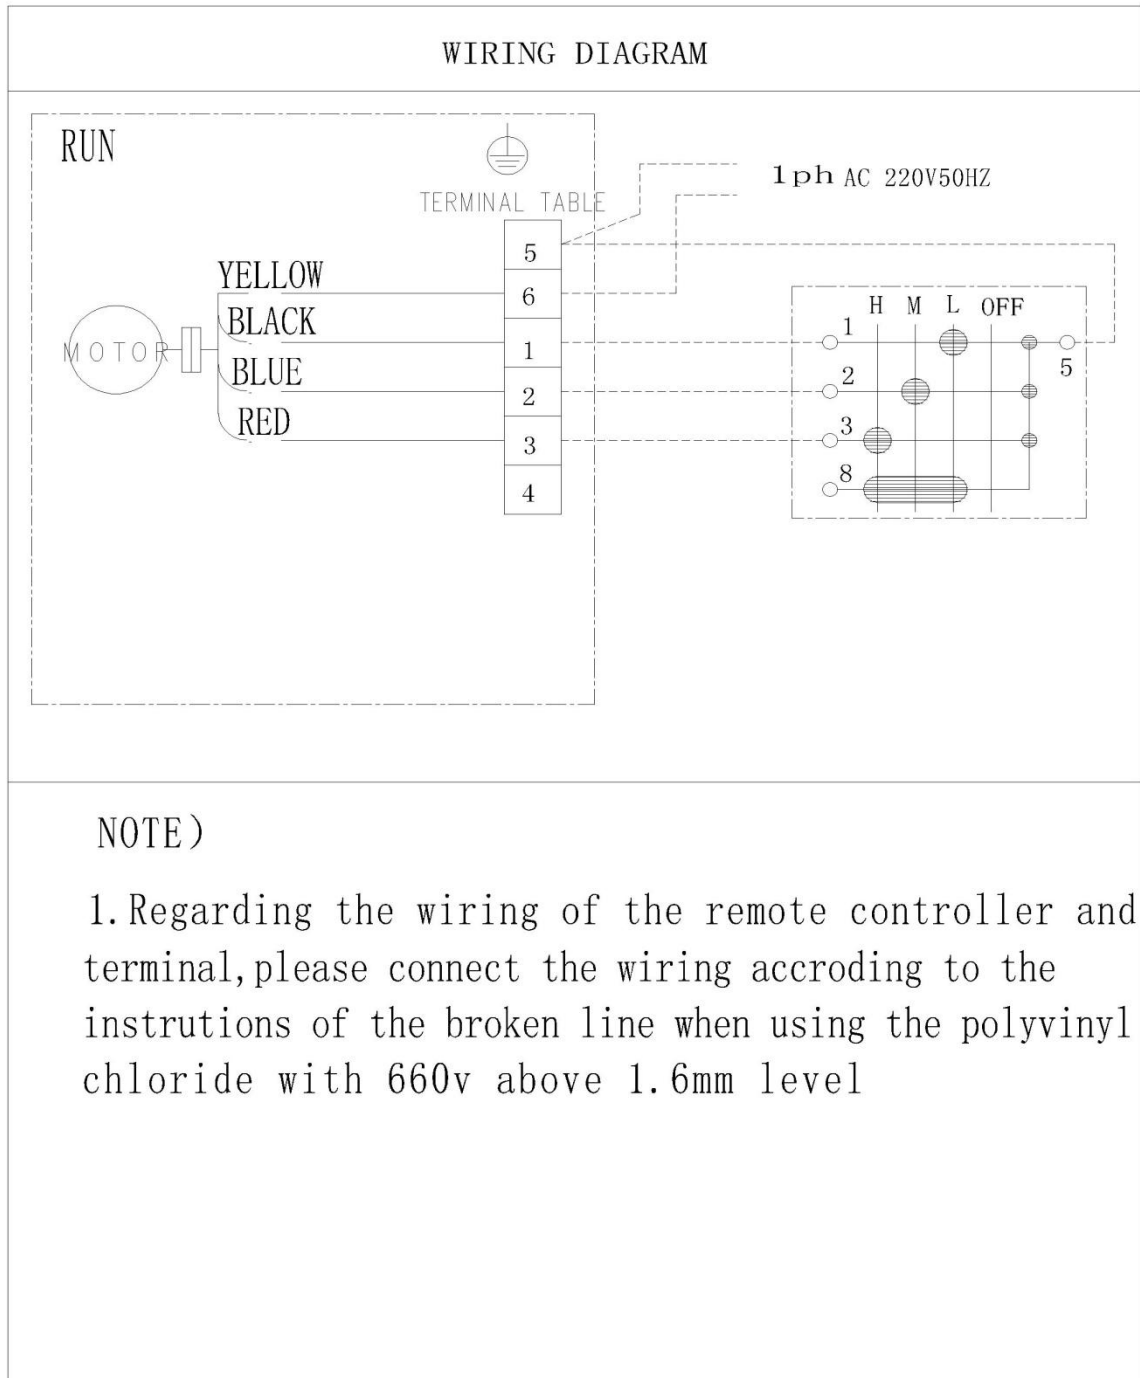 WIRING DIAGRAM
RUN
TERMINAL TABLE
1ph AC 220V50HZ
5
YELLOW
6
BLACK
MOTOR
1
BLUE
2
RED
3
4
H M L OFF
1
5
2
3
8
NOTE)
1.Regarding the wiring of the remote controller and
terminal,please connect the wiring accroding to the
instrutions of the broken line when using the polyvinyl
chloride with 660v above 1.6mm level